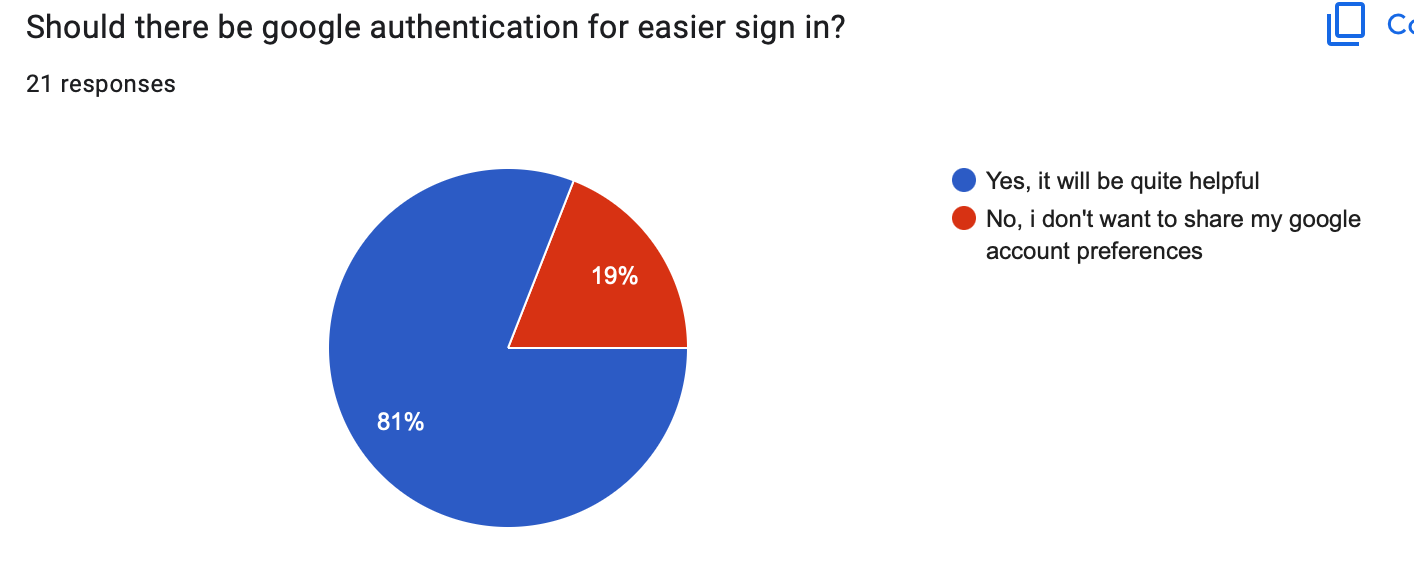 Should there be google authentication for easier sign in?
21 responses
Yes, it will be quite helpful
No, i don't want to share my google
account preferences
19%
81%